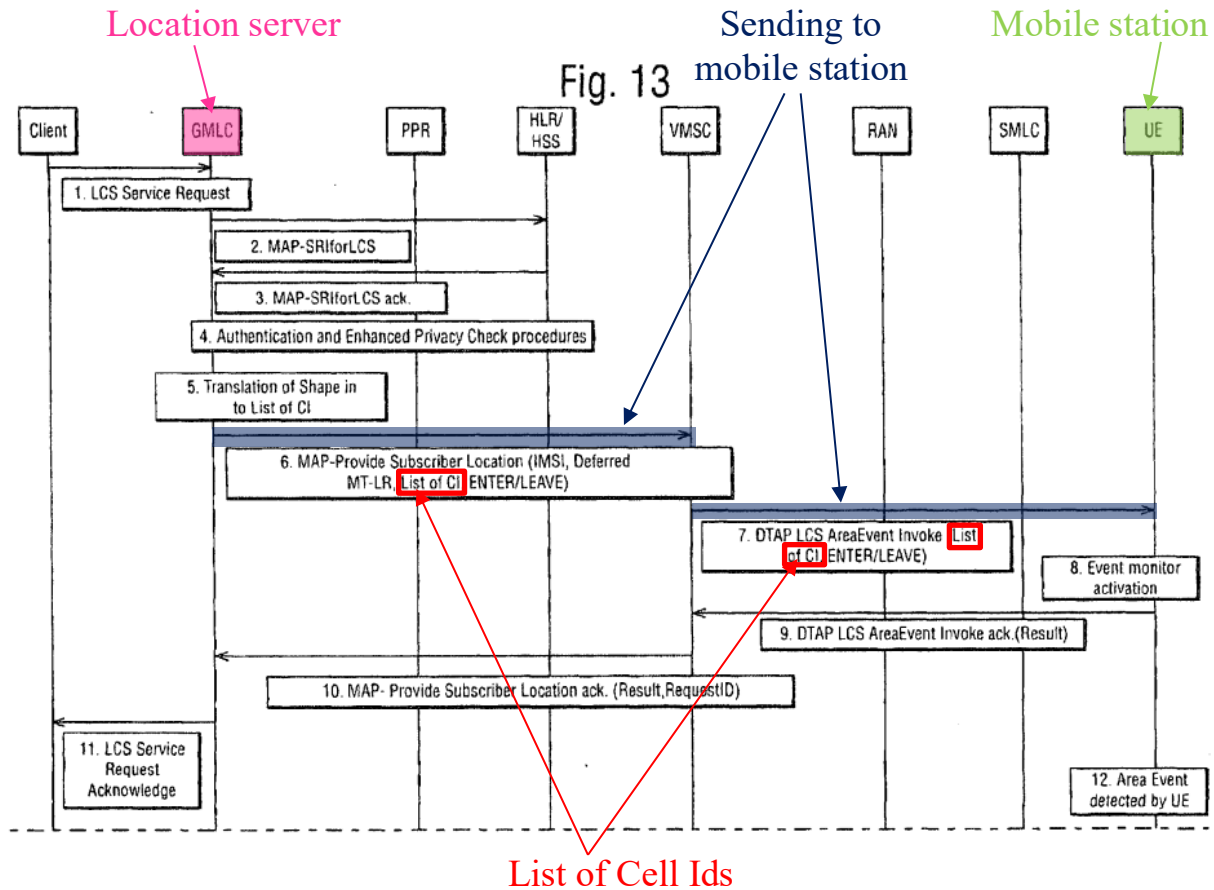 Location server
Sending to
mobile station
Mobile station
Fig. 13
Client
GMLC
PPR
HLR/
HSS
VMSC
RAN
SMLC
UE
1. LCS Service Request
2. MAP-SRIforLCS
3. MAP-SRIforLCS ack.
4. Authentication and Enhanced Privacy Check procedures
5. Translation of Shape in
to List of CI
6. MAP-Provide Subscriber Location (IMSI, Deferred
MT-LR, List of CI, ENTER/LEAVE)
7. DTAP LCS AreaEvent Invoke (List
of CI, ENTER/LEAVE)
8. Event monitor
activation
9. DTAP LCS AreaEvent Invoke ack.(Result)
10. MAP- Provide Subscriber Location ack. (Result,RequestID)
11. LCS Service
Request
Acknowledge
12. Area Event
detected by UE
List of Cell Ids